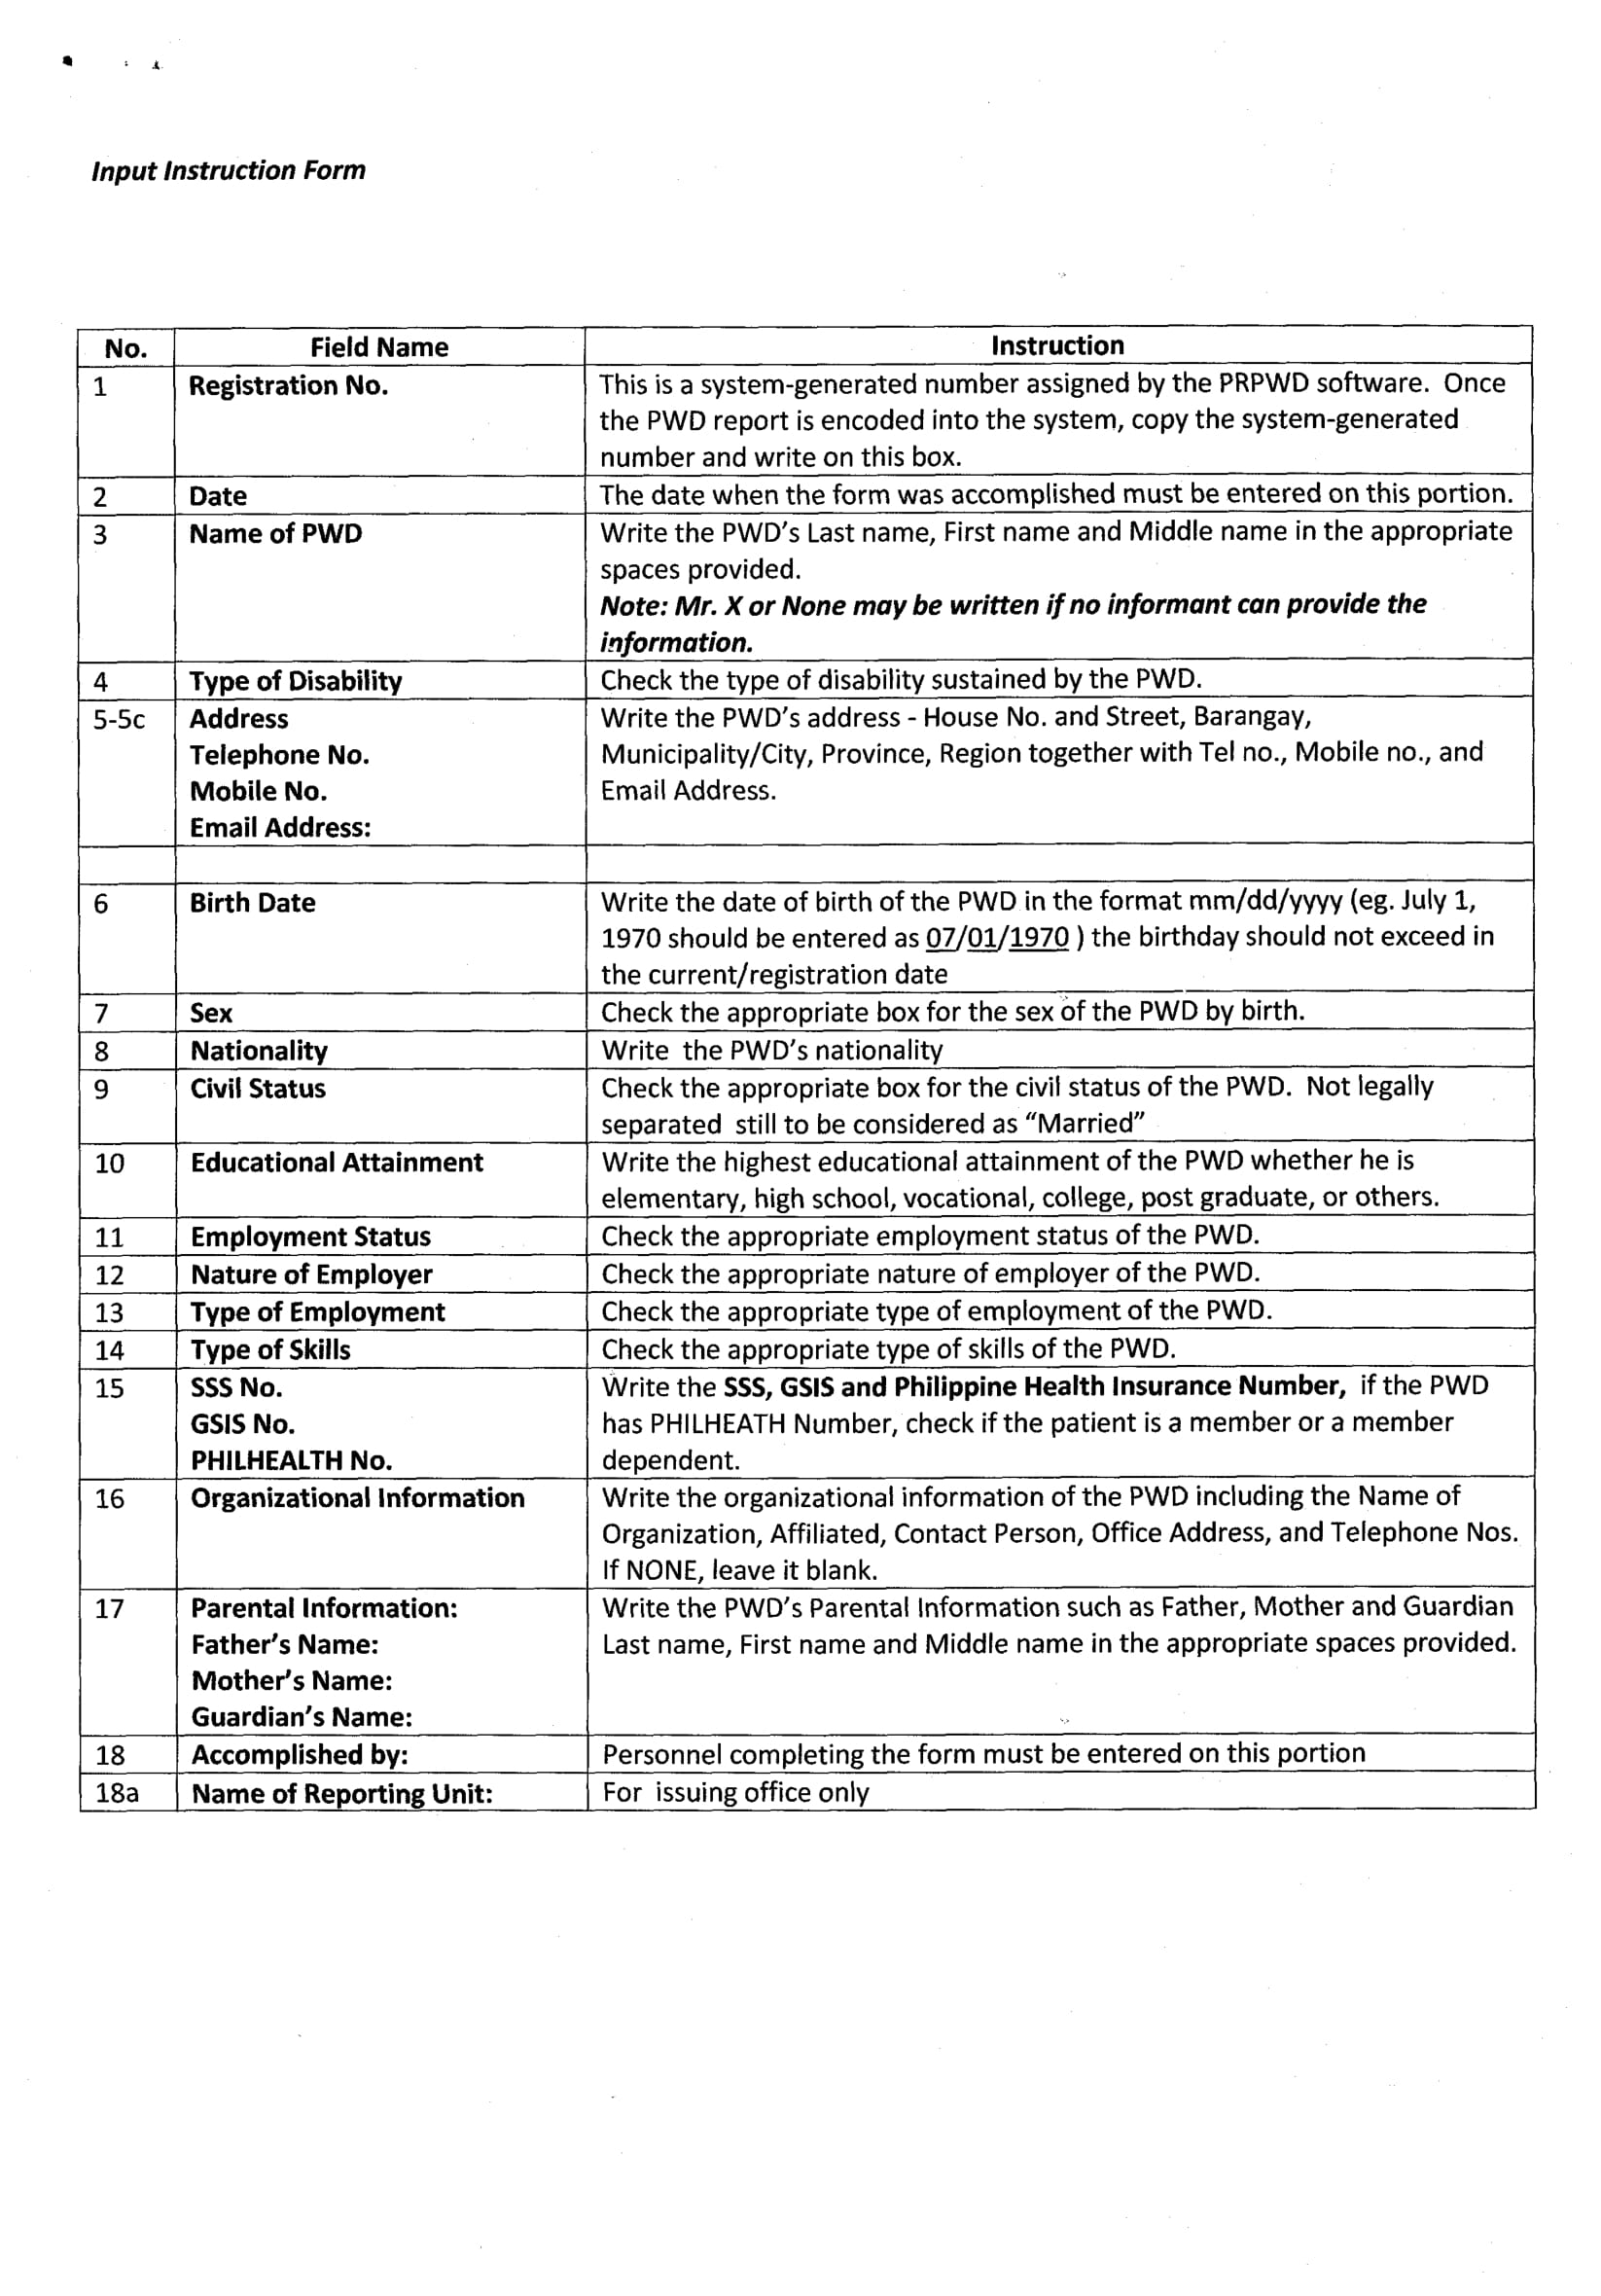 Input Instruction Form
No. Field Name Instruction
1 Registration No. This is a system-generated number assigned by the PRPWD software. Once
the PWD report is encoded into the system, copy the system-generated
number and write on this box.
2 Date The date when the form was accomplished must be entered on this portion.
3 Name of PWD Write the PWD's Last name, First name and Middle name in the appropriate
spaces provided.
Note: Mr. X or None may be written if no informant can provide the
information.
4 Type of Disability Check the type of disability sustained by the PWD.
5-5c Address Write the PWD's address - House No. and Street, Barangay,
Telephone No. Municipality/City, Province, Region together with Tel no., Mobile no., and
Mobile No. Email Address.
Email Address:
6 Birth Date Write the date of birth of the PWD in the format mm/dd/yyyy (eg. July 1,
1970 should be entered as 07/01/1970 ) the birthday should not exceed in
the current/registration date
7 Sex Check the appropriate box for the sex of the PWD by birth.
8 Nationality Write the PWD's nationality
9 Civil Status Check the appropriate box for the civil status of the PWD. Not legally
separated still to be considered as “Married”
10 Educational Attainment Write the highest educational attainment of the PWD whether he is
elementary, high school, vocational, college, post graduate, or others.
11 Employment Status Check the appropriate employment status of the PWD.
12 Nature of Employer Check the appropriate nature of employer of the PWD.
13 Type of Employment Check the appropriate type of employment of the PWD.
14 Type of Skills Check the appropriate type of skills of the PWD.
15 SSS No. Write the SSS, GSIS and Philippine Health Insurance Number, if the PWD
GSIS No. has PHILHEATH Number, check if the patient is a member or a member
PHILHEALTH No. dependent.
16 Organizational Information Write the organizational information of the PWD including the Name of
Organization, Affiliated, Contact Person, Office Address, and Telephone Nos.
If NONE, leave it blank.
17 Parental Information: Write the PWD's Parental Information such as Father, Mother and Guardian
Father's Name: Last name, First name and Middle name in the appropriate spaces provided.
Mother's Name:
Guardian's Name:
18 Accomplished by: Personnel completing the form must be entered on this portion
18a Name of Reporting Unit: For issuing office only